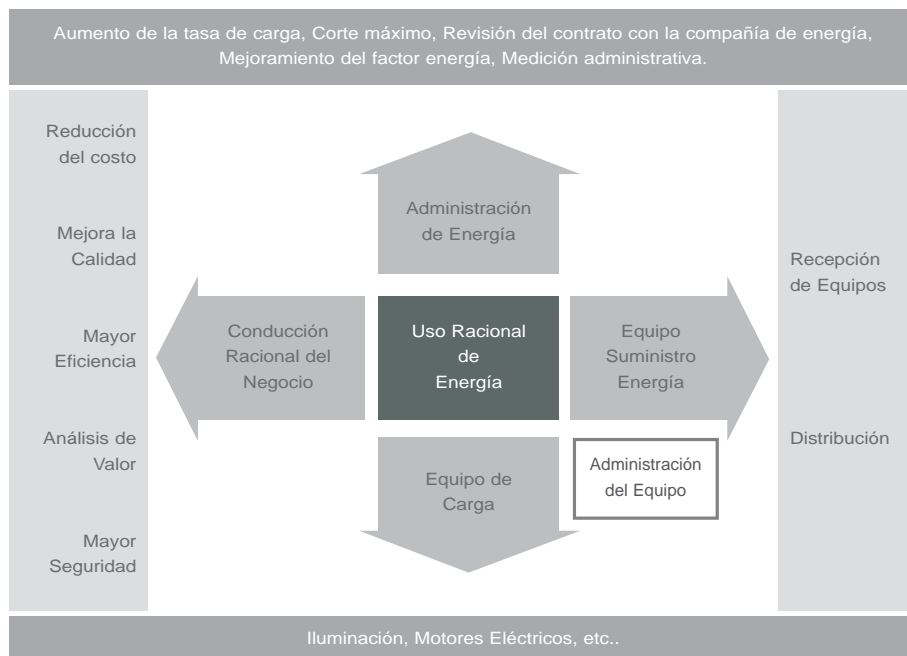 Aumento de la tasa de carga, Corte máximo, Revisión del contrato con la compañía de energía,
Mejoramiento del factor energía, Medición administrativa.
Reducción
del costo
Mejora la
Calidad
Mayor
Eficiencia
Análisis de
Valor
Mayor
Seguridad
Administración
de Energía
Conducción
Racional del
Negocio
Uso Racional
de
Energía
Equipo
Suministro
Energía
Equipo de
Carga
Administración
del Equipo
Recepción
de Equipos
Distribución
Iluminación, Motores Eléctricos, etc..